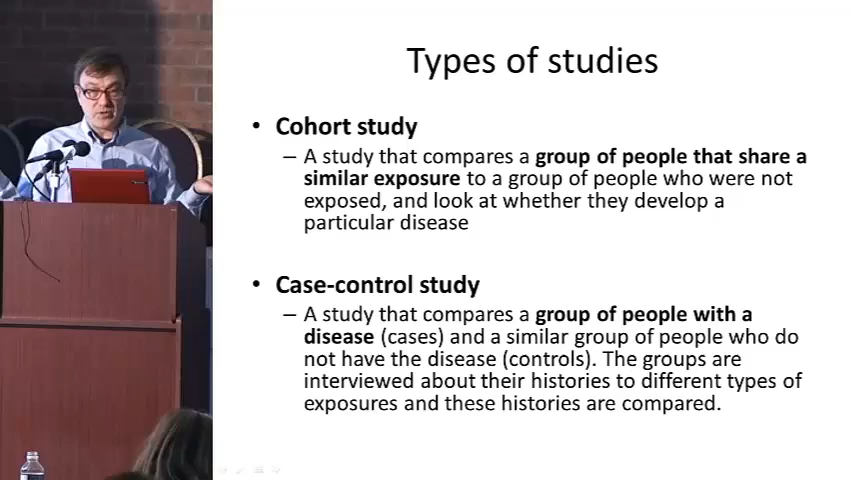 Types of studies
• Cohort study
– A study that compares a group of people that share a
similar exposure to a group of people who were not
exposed, and look at whether they develop a
particular disease
• Case-control study
– A study that compares a group of people with a
disease (cases) and a similar group of people who do
not have the disease (controls). The groups are
interviewed about their histories to different types of
exposures and these histories are compared.